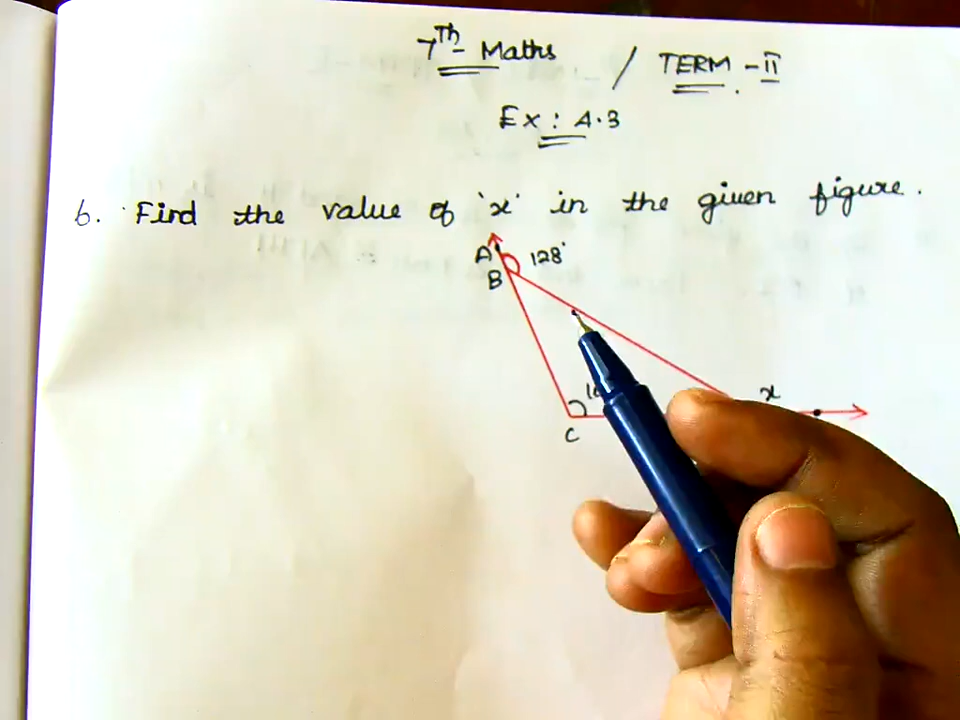 7th Maths / TERM - II
Ex: 4.3
6. Find the value of 'x' in the given figure.
A 128°
B
x
C